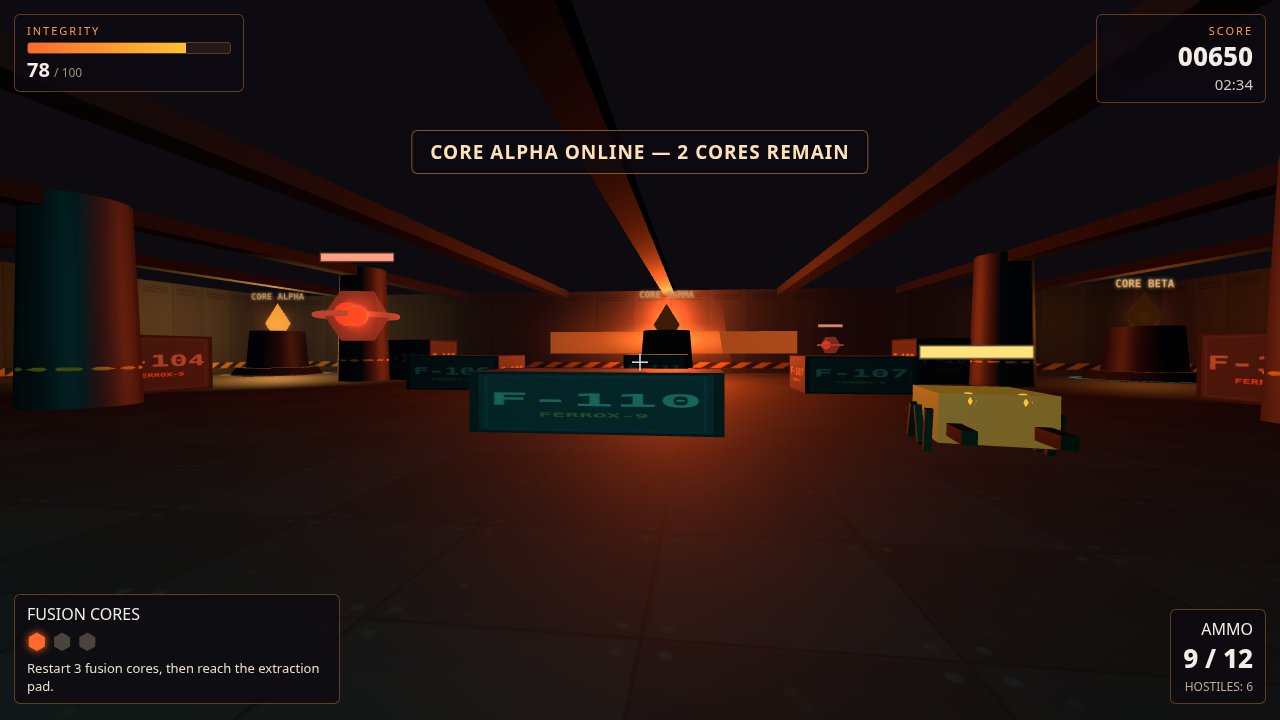 INTEGRITY
78 / 100
SCORE
00650
02:34
CORE ALPHA ONLINE — 2 CORES REMAIN
CORE ALPHA
CORE BETA
104
FERROX-9
F-107
FERROX-9
F-110
FERROX-9
FUSION CORES
Restart 3 fusion cores, then reach the extraction
pad.
AMMO
9 / 12
HOSTILES: 6